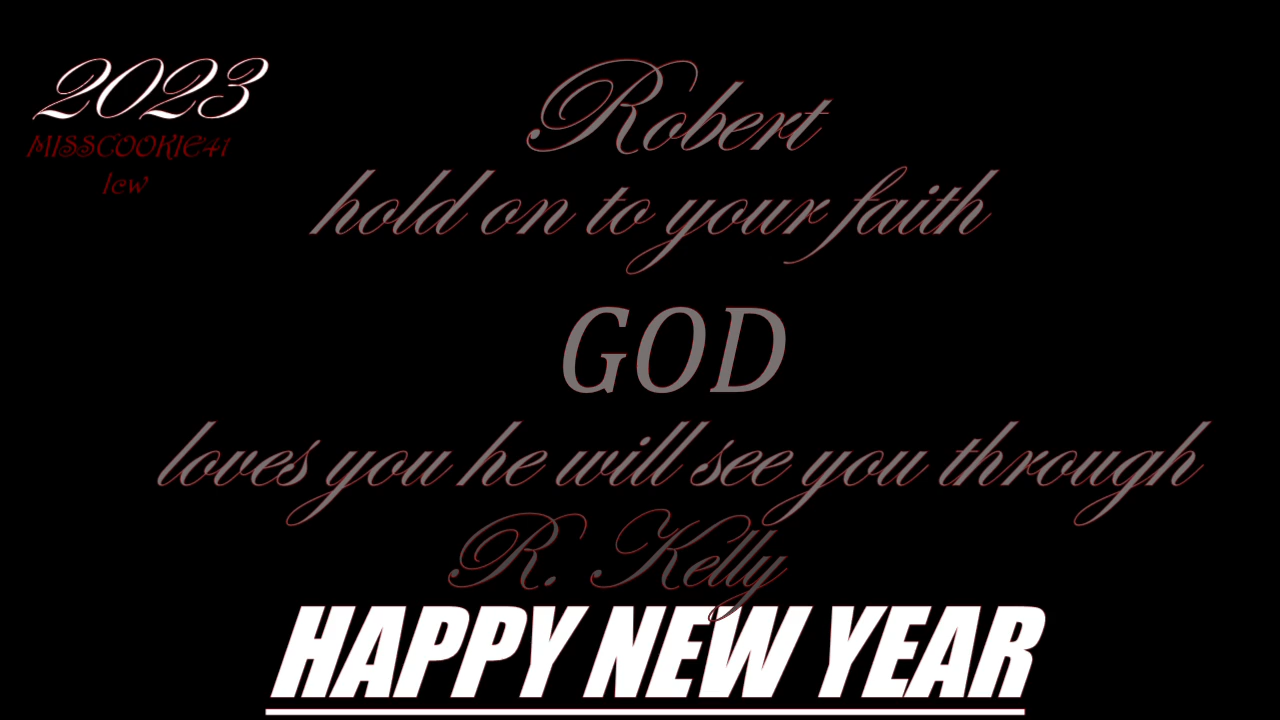 2023
MISSCOOKIE41
lcw
Robert
hold on to your faith
GOD
loves you he will see you through
R. Kelly
HAPPY NEW YEAR